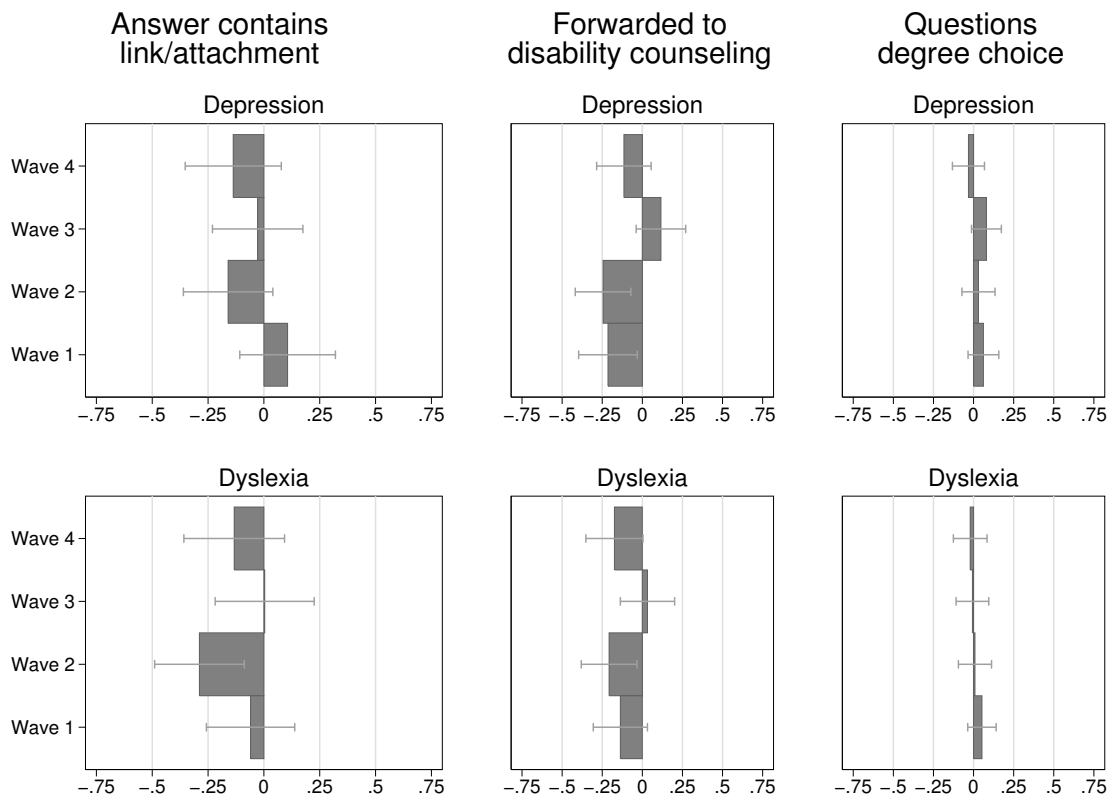 Answer contains
link/attachment
Forwarded to
disability counseling
Questions
degree choice
Depression
Depression
Depression
Wave 4
Wave 3
Wave 2
Wave 1
−.75 −.5 −.25 0 .25 .5 .75
−.75 −.5 −.25 0 .25 .5 .75
−.75 −.5 −.25 0 .25 .5 .75
Dyslexia
Dyslexia
Dyslexia
Wave 4
Wave 3
Wave 2
Wave 1
−.75 −.5 −.25 0 .25 .5 .75
−.75 −.5 −.25 0 .25 .5 .75
−.75 −.5 −.25 0 .25 .5 .75